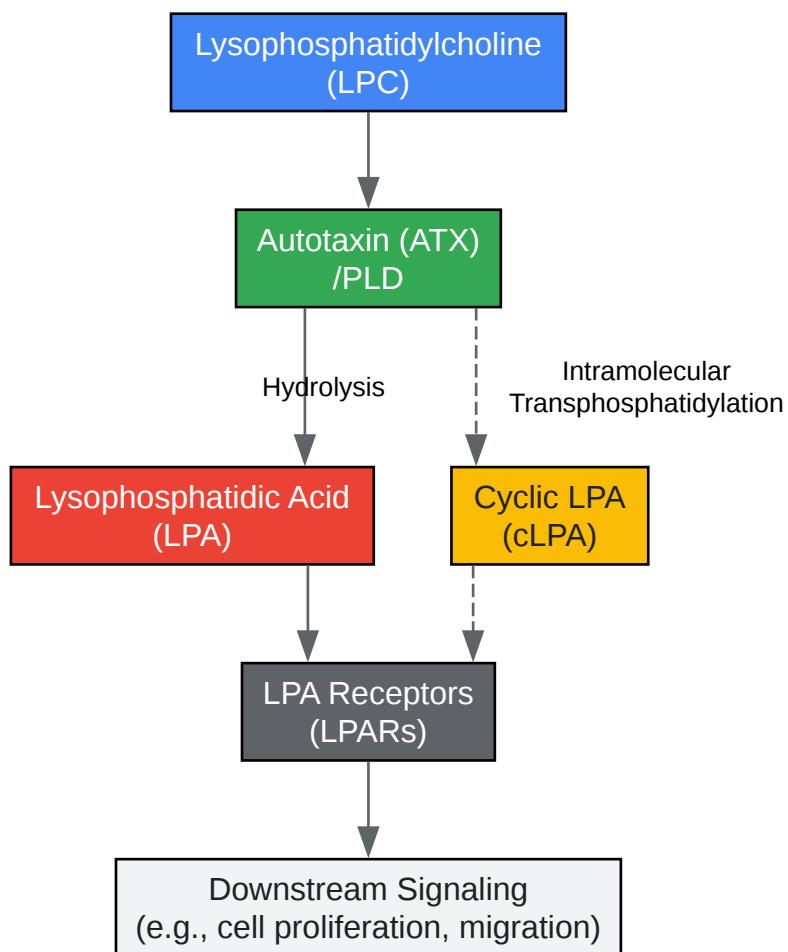 Lysophosphatidylcholine
(LPC)
Autotaxin (ATX)
/PLD
Hydrolysis
Intramolecular
Transphosphatidylation
Lysophosphatidic Acid
(LPA)
Cyclic LPA
(cLPA)
LPA Receptors
(LPARs)
Downstream Signaling
(e.g., cell proliferation, migration)